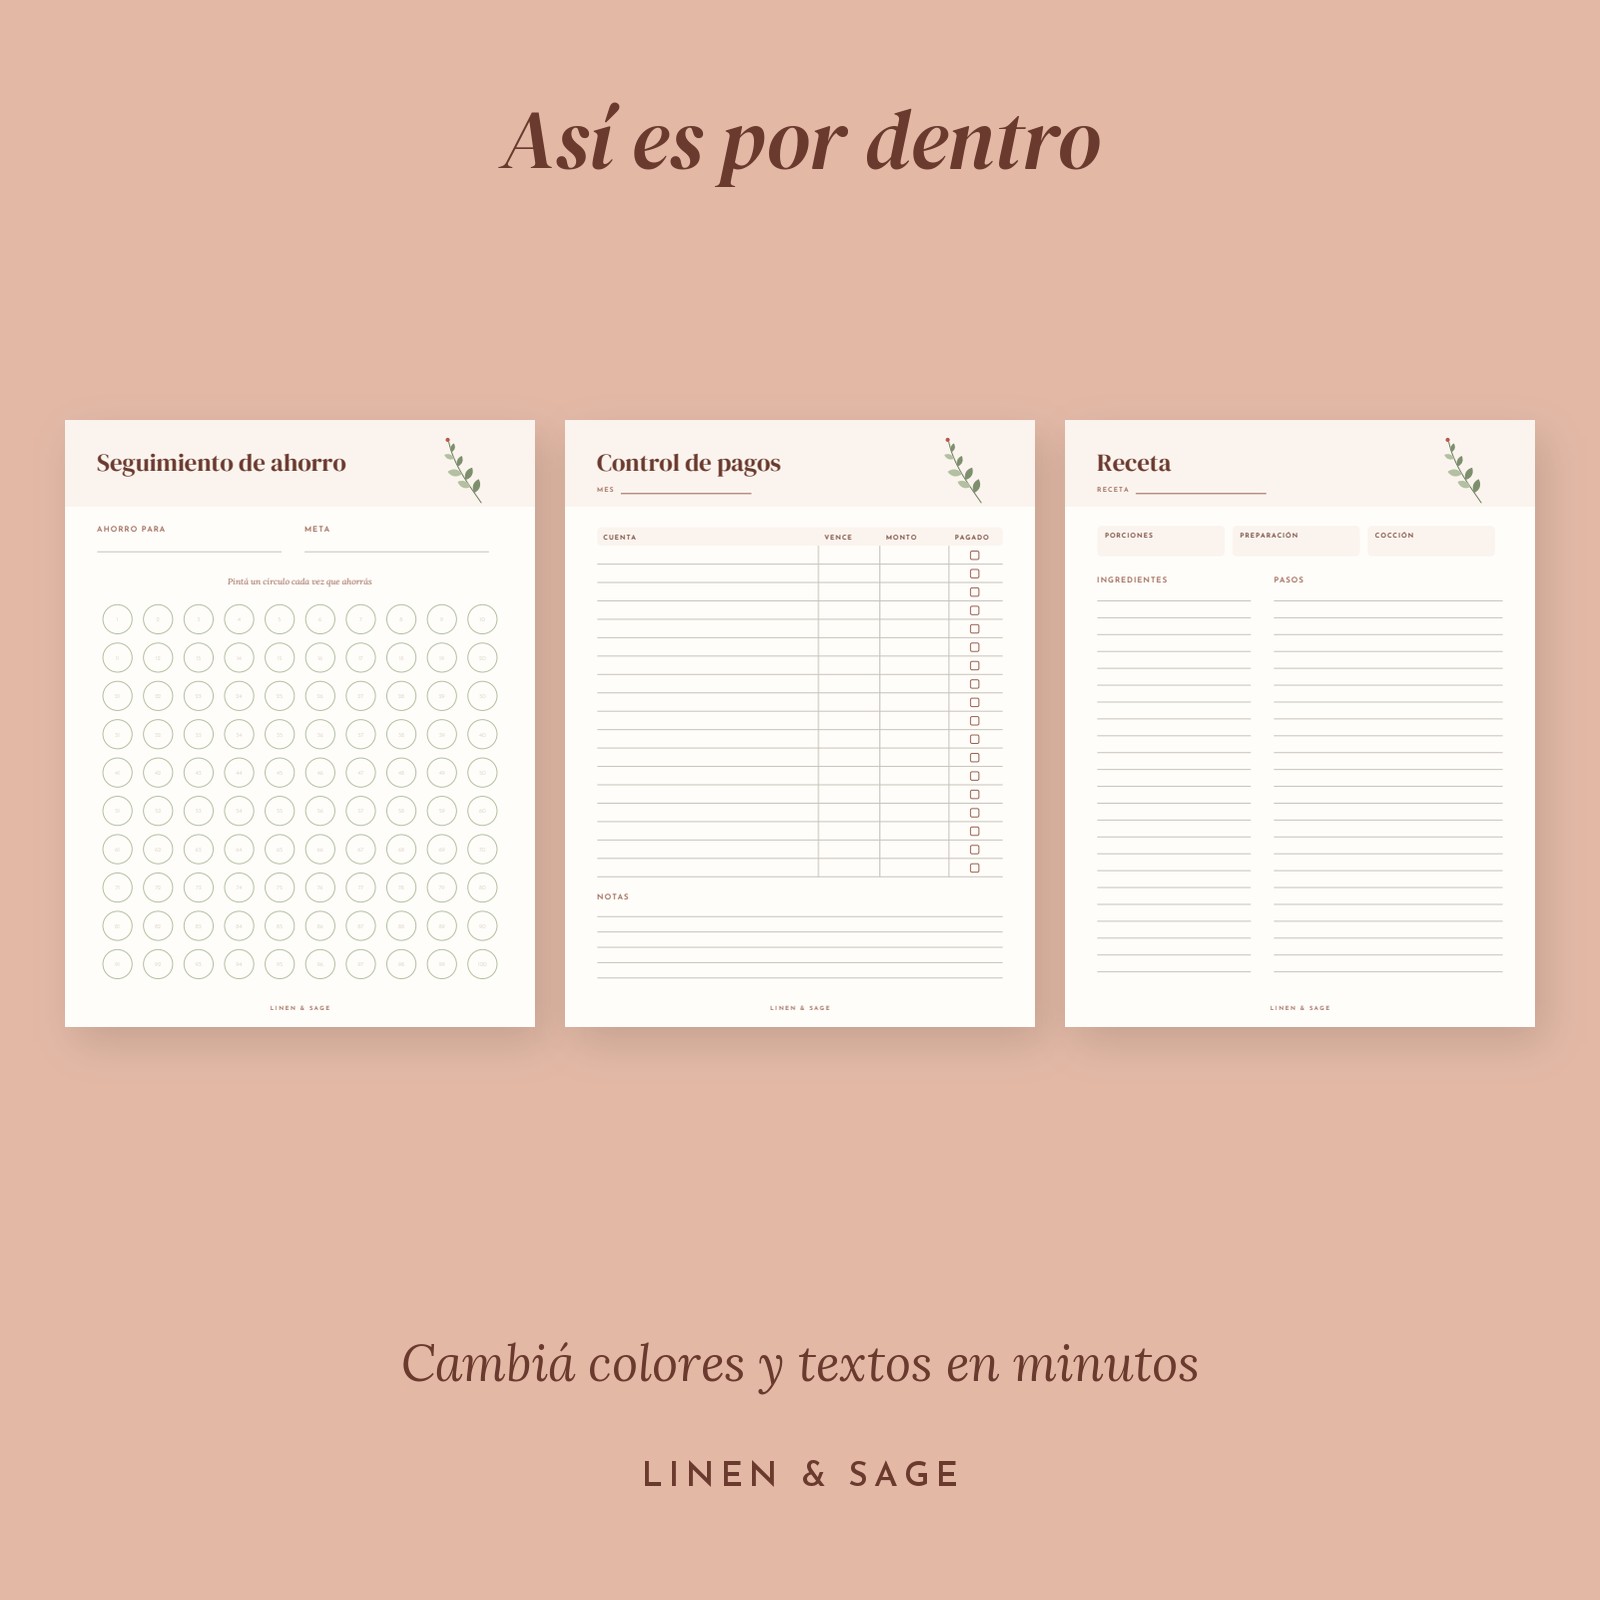 Así es por dentro
Seguimiento de ahorro
AHORRO PARA META
Pintá un círculo cada vez que ahorrás
LINEN & SAGE
Control de pagos
MES
CUENTA VENCE MONTO PAGADO
NOTAS
LINEN & SAGE
Receta
RECETA
PORCIONES PREPARACIÓN COCCIÓN
INGREDIENTES PASOS
LINEN & SAGE
Cambiá colores y textos en minutos
LINEN & SAGE